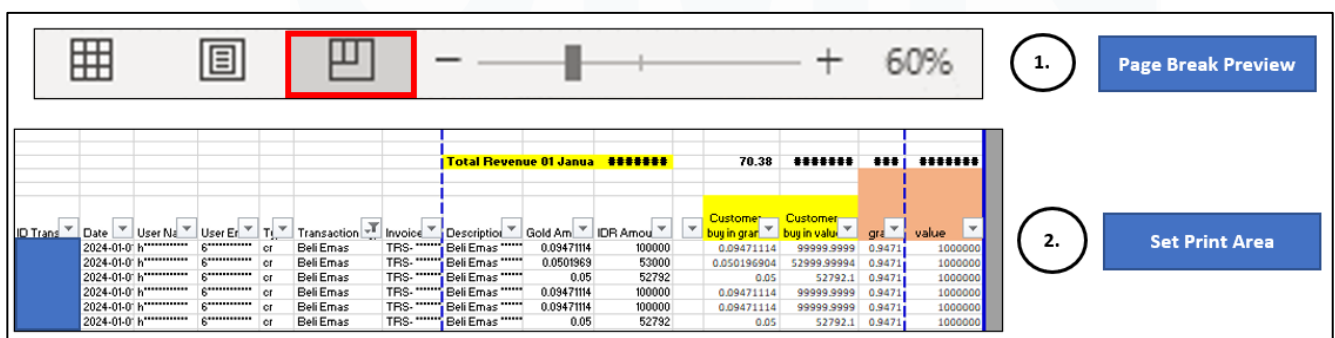 60%
1.
Page Break Preview
Total Revenue 01 Janua ####### 70.38 ####### ### #######
Customer Customer
ID Trans Date User Na User Er Ty Transaction Invoice Description Gold Am IDR Amou buy in gran buy in valu gra value
2024-01-0 h*********** 6*********** cr Beli Emas TRS- ****** Beli Emas ****** 0.09471114 100000 0.09471114 99999.9999 0.9471 1000000
2024-01-0 h*********** 6*********** cr Beli Emas TRS- ****** Beli Emas ****** 0.0501969 53000 0.050196904 52999.99994 0.9471 1000000
2024-01-0 h*********** 6*********** cr Beli Emas TRS- ****** Beli Emas ****** 0.05 52792 0.05 52792.1 0.9471 1000000
2024-01-0 h*********** 6*********** cr Beli Emas TRS- ****** Beli Emas ****** 0.09471114 100000 0.09471114 99999.9999 0.9471 1000000
2024-01-0 h*********** 6*********** cr Beli Emas TRS- ****** Beli Emas ****** 0.09471114 100000 0.09471114 99999.9999 0.9471 1000000
2024-01-0 h*********** 6*********** cr Beli Emas TRS- ****** Beli Emas ****** 0.05 52792 0.05 52792.1 0.9471 1000000
2.
Set Print Area